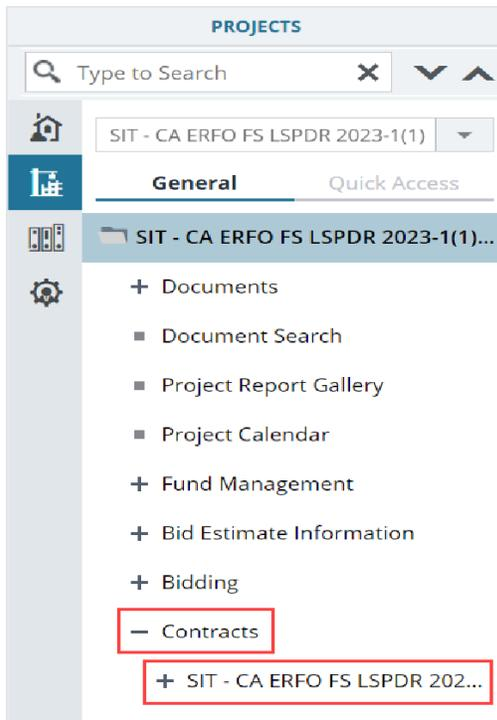 PROJECTS
Type to Search
SIT - CA ERFO FS LSPDR 2023-1(1)
General Quick Access
SIT - CA ERFO FS LSPDR 2023-1(1)...
Documents
Document Search
Project Report Gallery
Project Calendar
Fund Management
Bid Estimate Information
Bidding
Contracts
SIT - CA ERFO FS LSPDR 202...